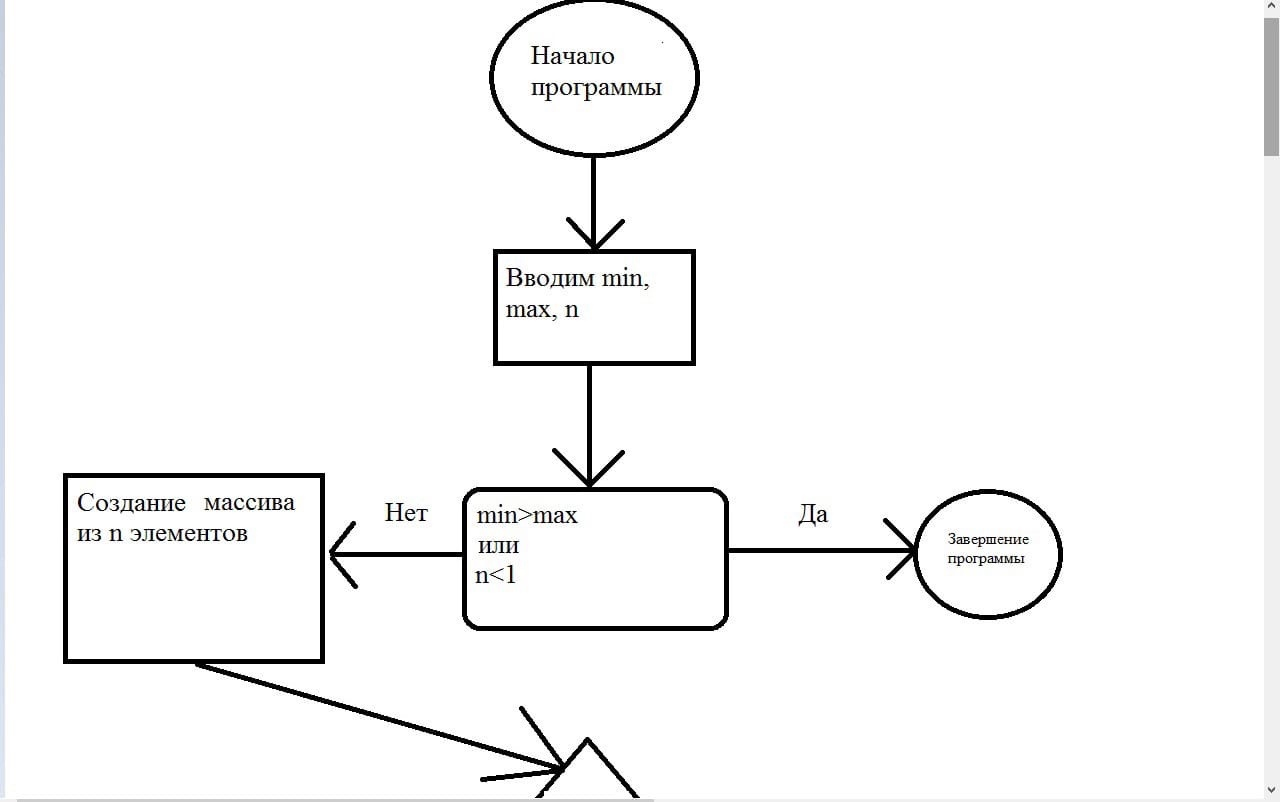 Начало
программы
Вводим min,
max, n
Создание массива
из n элементов
Нет
min>max
или
n<1
Да
Завершение
программы